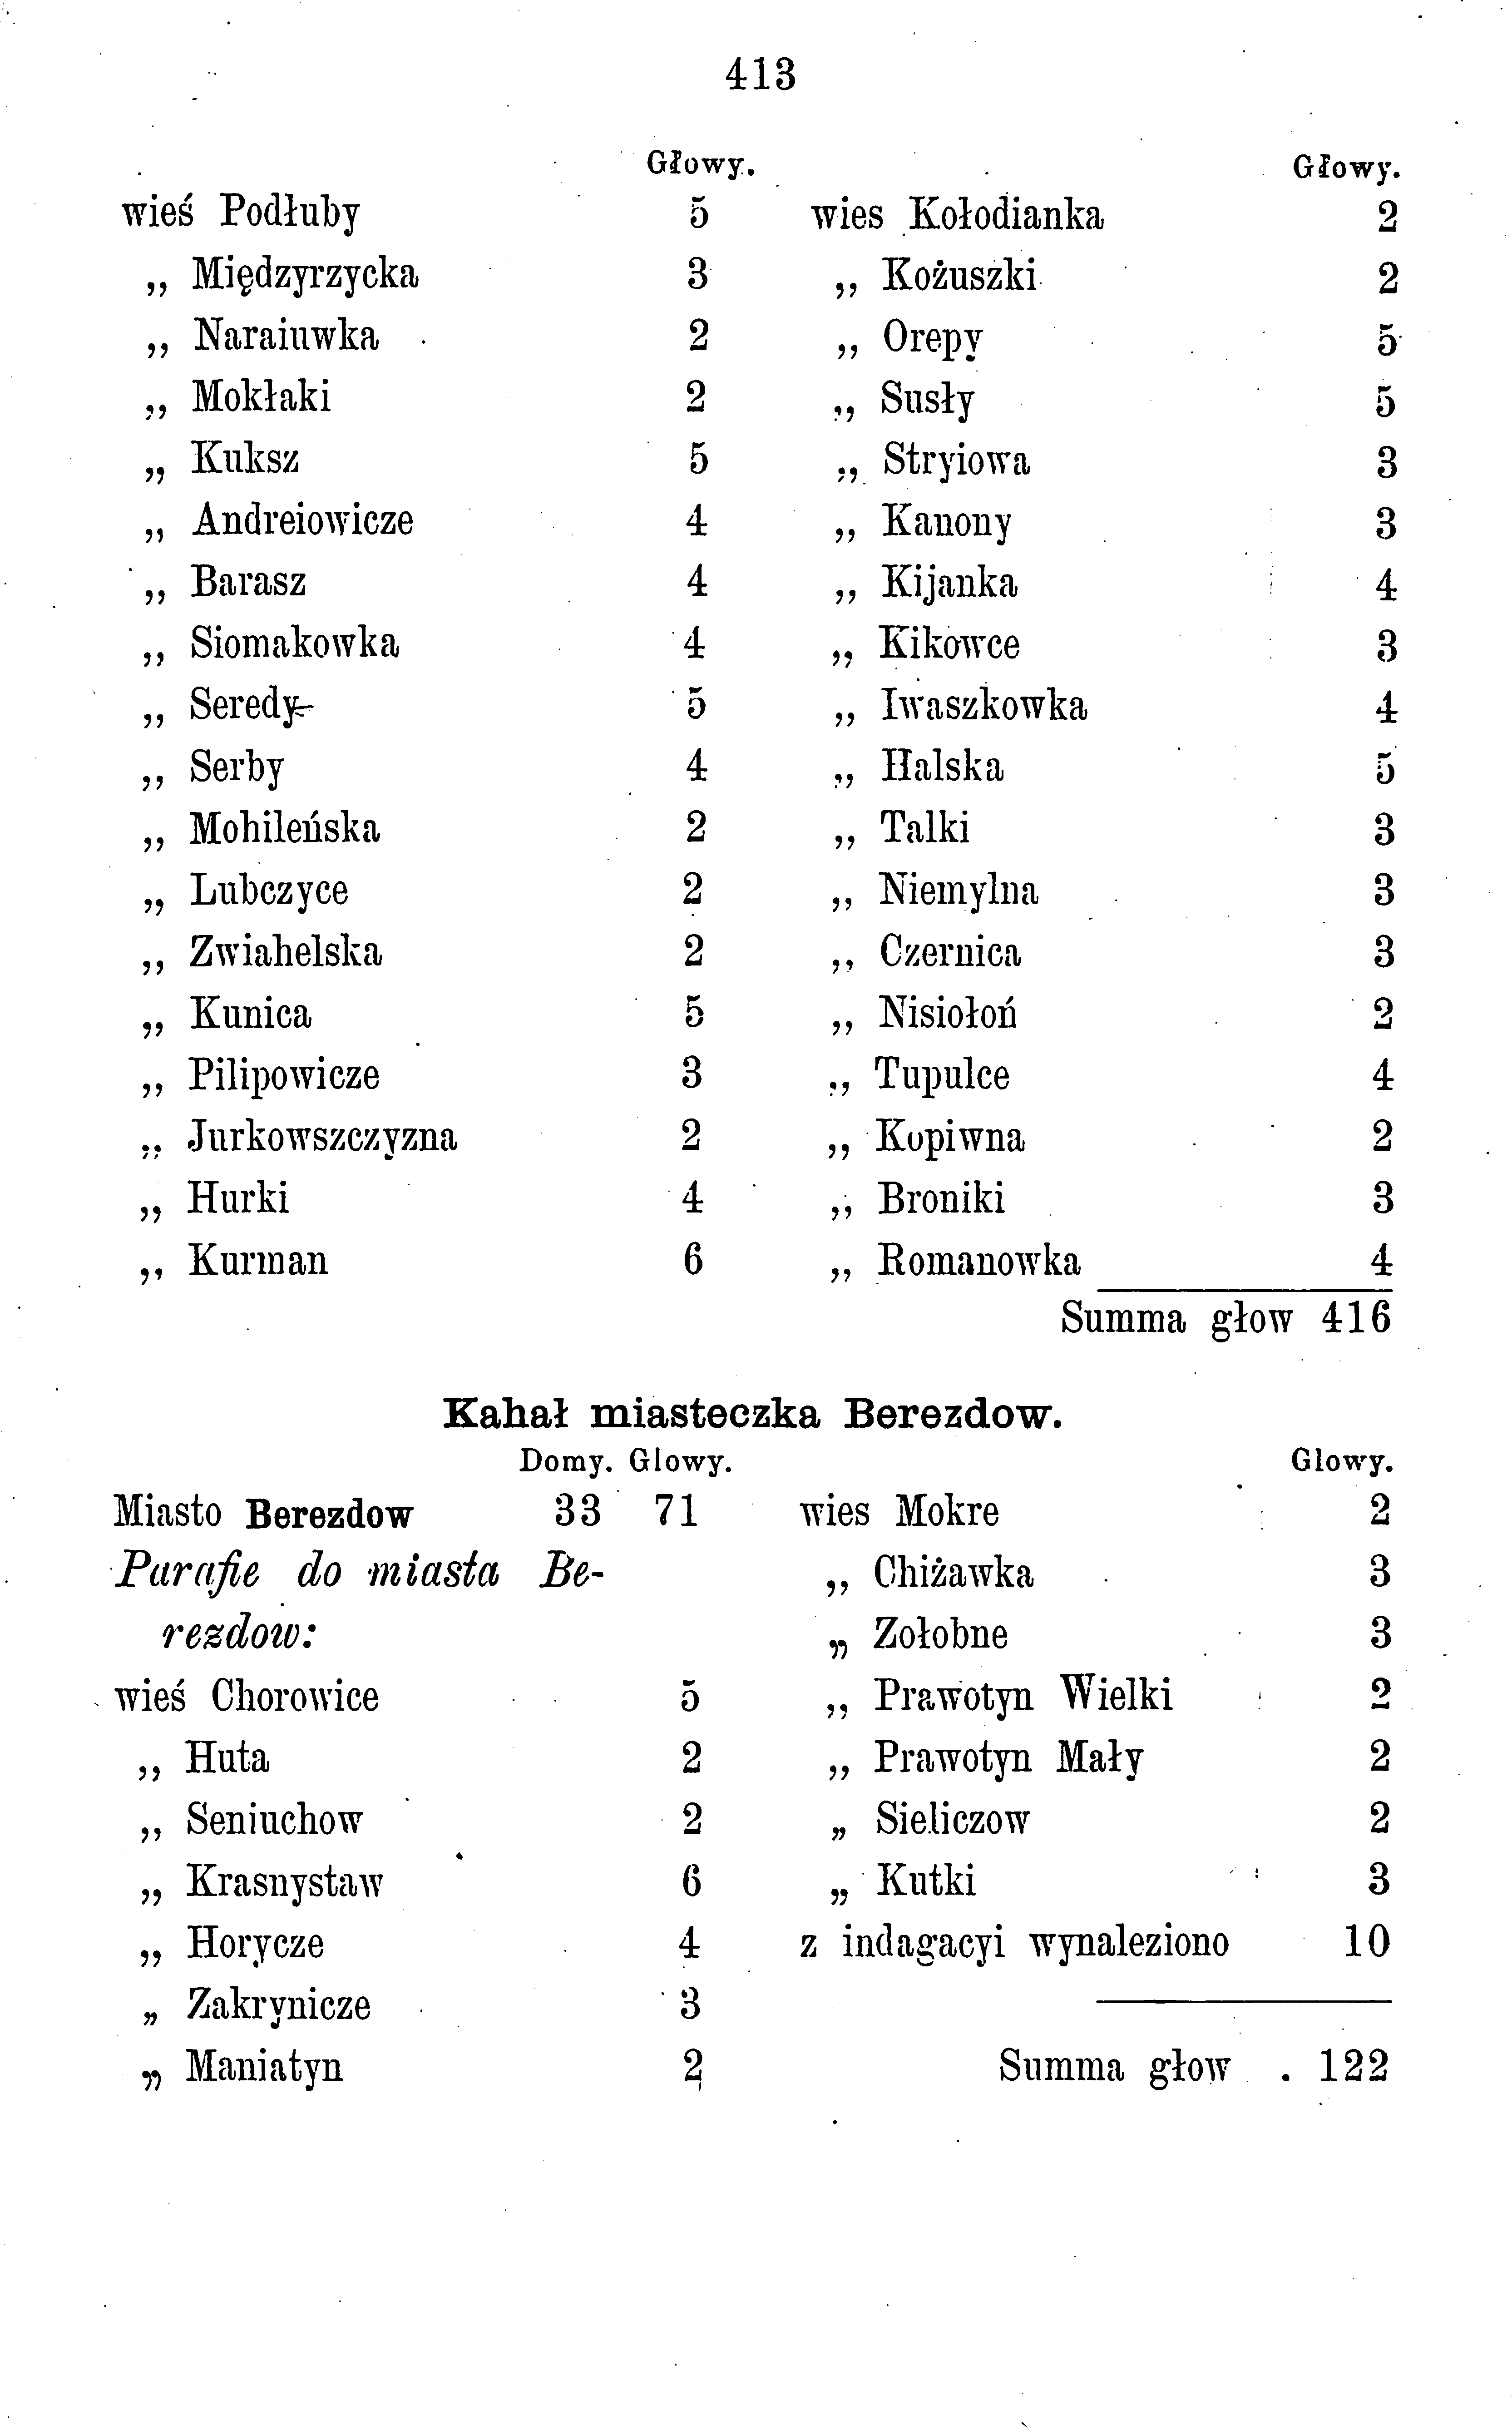 413
Głowy.
wieś Podłuby 5
„ Międzyrzycka 3
„ Naraiuwka 2
„ Mokłaki 2
„ Kuksz 5
„ Andreiowicze 4
„ Barasz 4
„ Siomakowka 4
„ Seredy 5
„ Serby 4
„ Mohileńska 2
„ Lubczyce 2
„ Zwiahelska 2
„ Kunica 5
„ Pilipowicze 3
„ Jurkowszczyzna 2
„ Hurki 4
„ Kurman 6
Głowy.
wies Kołodianka 2
„ Kożuszki 2
„ Orepy 5
„ Susły 5
„ Stryiowa 3
„ Kanony 3
„ Kijanka 4
„ Kikowce 3
„ Iwaszkowka 4
„ Halska 5
„ Talki 3
„ Niemylna 3
„ Czernica 3
„ Nisiołoń 2
„ Tupulce 4
„ Kopiwna 2
„ Broniki 3
„ Romanowka 4
Summa głow 416
Kahał miasteczka Berezdow.
Domy. Glowy.
Miasto Berezdow 33 71
Parafie do miasta Be-
rezdow:
wieś Chorowice 5
„ Huta 2
„ Seniuchow 2
„ Krasnystaw 6
„ Horycze 4
„ Zakrynicze 3
„ Maniatyn 2
Glowy.
wies Mokre 2
„ Chiżawka 3
„ Zołobne 3
„ Prawotyn Wielki 2
„ Prawotyn Mały 2
„ Sieliczow 2
„ Kutki 3
z indagacyi wynaleziono 10
Summa głow . 122